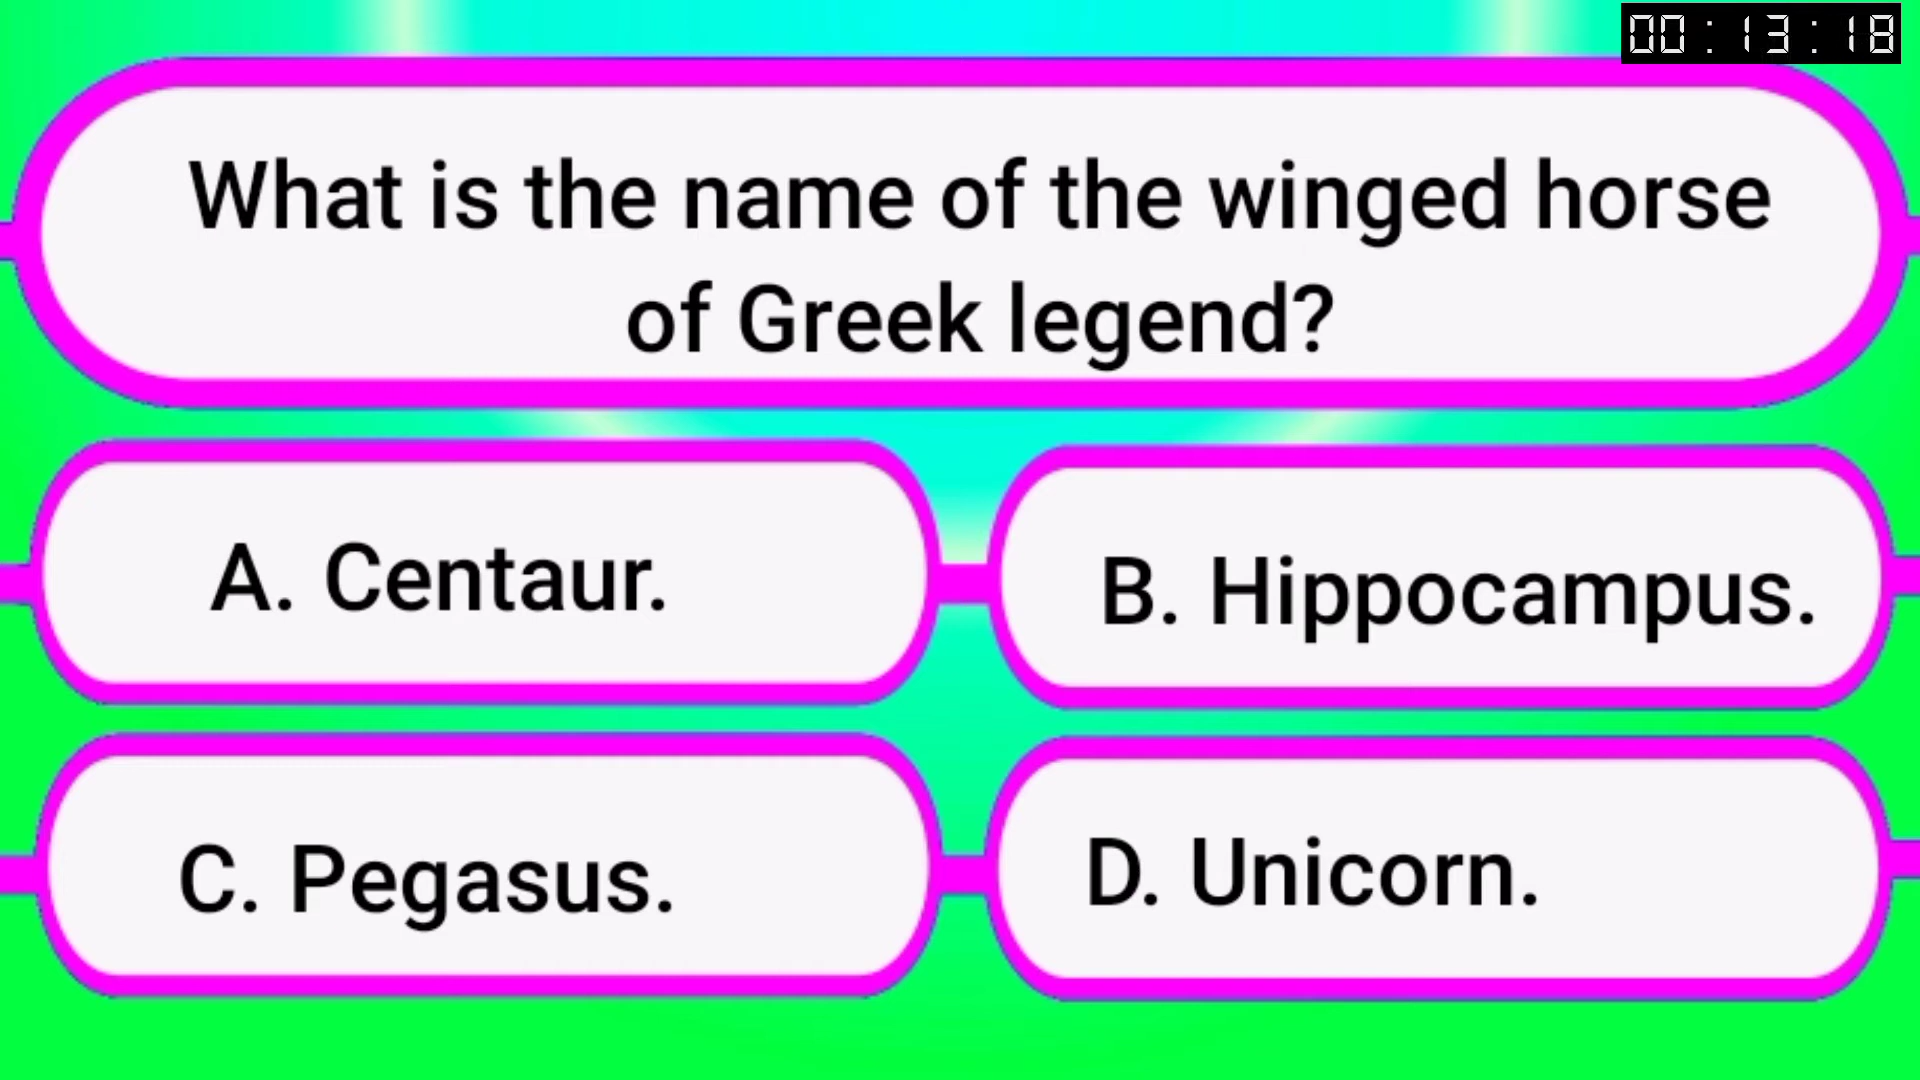 00:13:18
What is the name of the winged horse
of Greek legend?
A. Centaur.
B. Hippocampus.
C. Pegasus.
D. Unicorn.